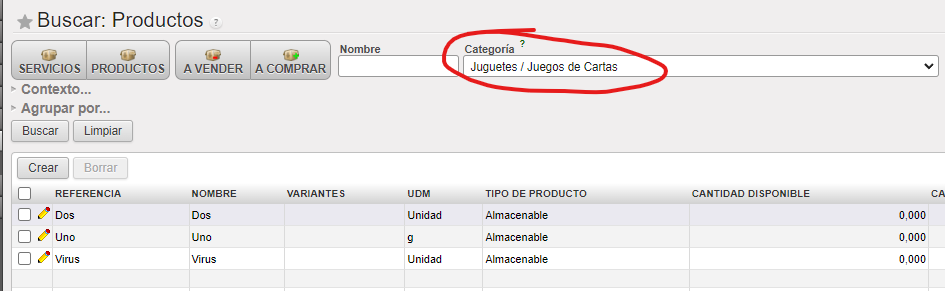 Buscar: Productos ?
SERVICIOS PRODUCTOS A VENDER A COMPRAR
Nombre Categoría ?
Juguetes / Juegos de Cartas
Contexto...
Agrupar por...
Buscar Limpiar
Crear Borrar
REFERENCIA NOMBRE VARIANTES UDM TIPO DE PRODUCTO CANTIDAD DISPONIBLE CA
Dos Dos Unidad Almacenable 0,000
Uno Uno g Almacenable 0,000
Virus Virus Unidad Almacenable 0,000